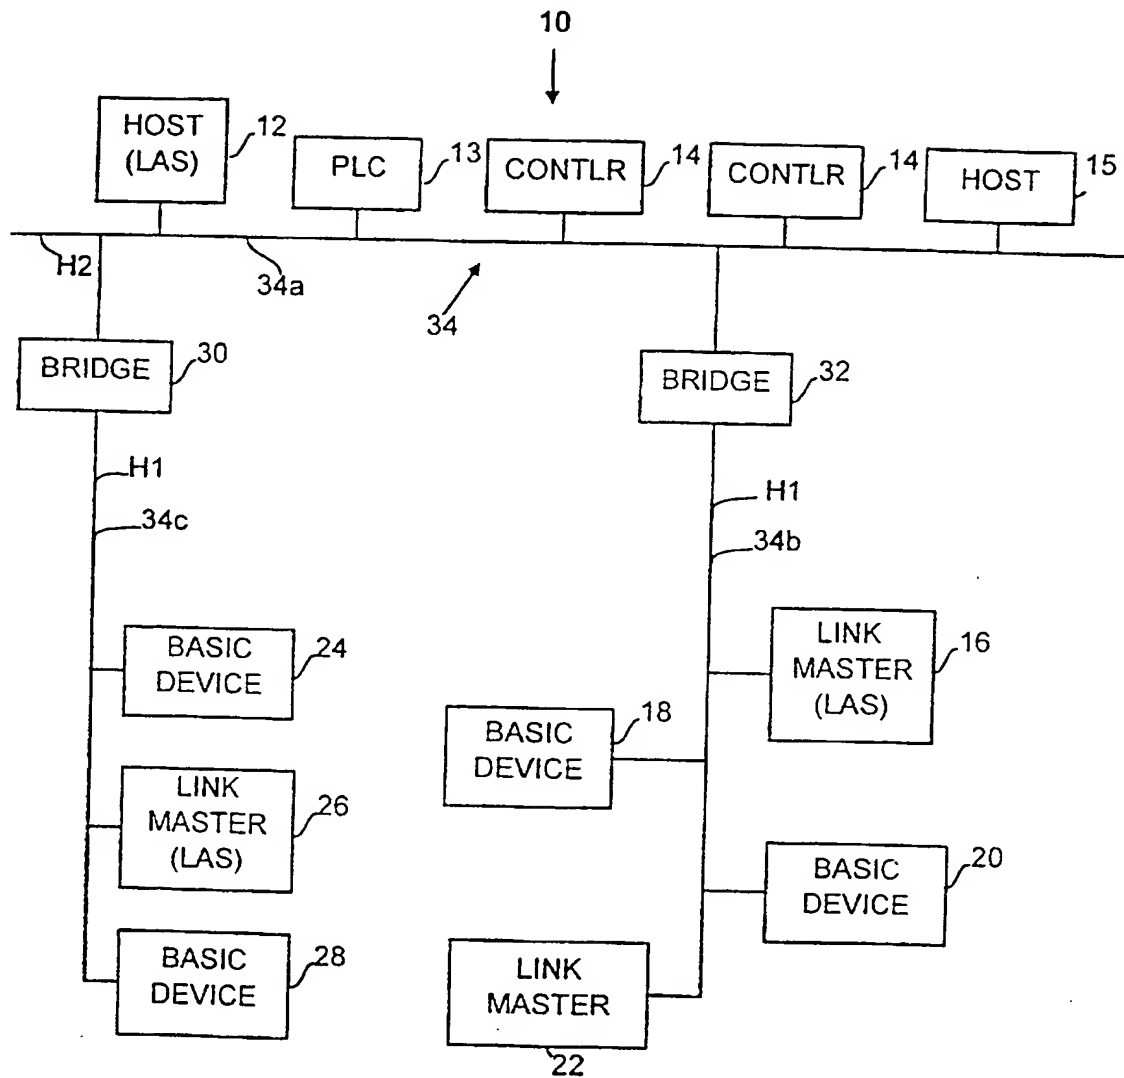 10
HOST
(LAS)
12
PLC
13
CONTLR
14
CONTLR
14
HOST
15
H2
34a
34
BRIDGE
30
BRIDGE
32
H1
34c
H1
34b
BASIC
DEVICE
24
LINK
MASTER
(LAS)
16
BASIC
DEVICE
18
LINK
MASTER
(LAS)
26
BASIC
DEVICE
20
BASIC
DEVICE
28
LINK
MASTER
22